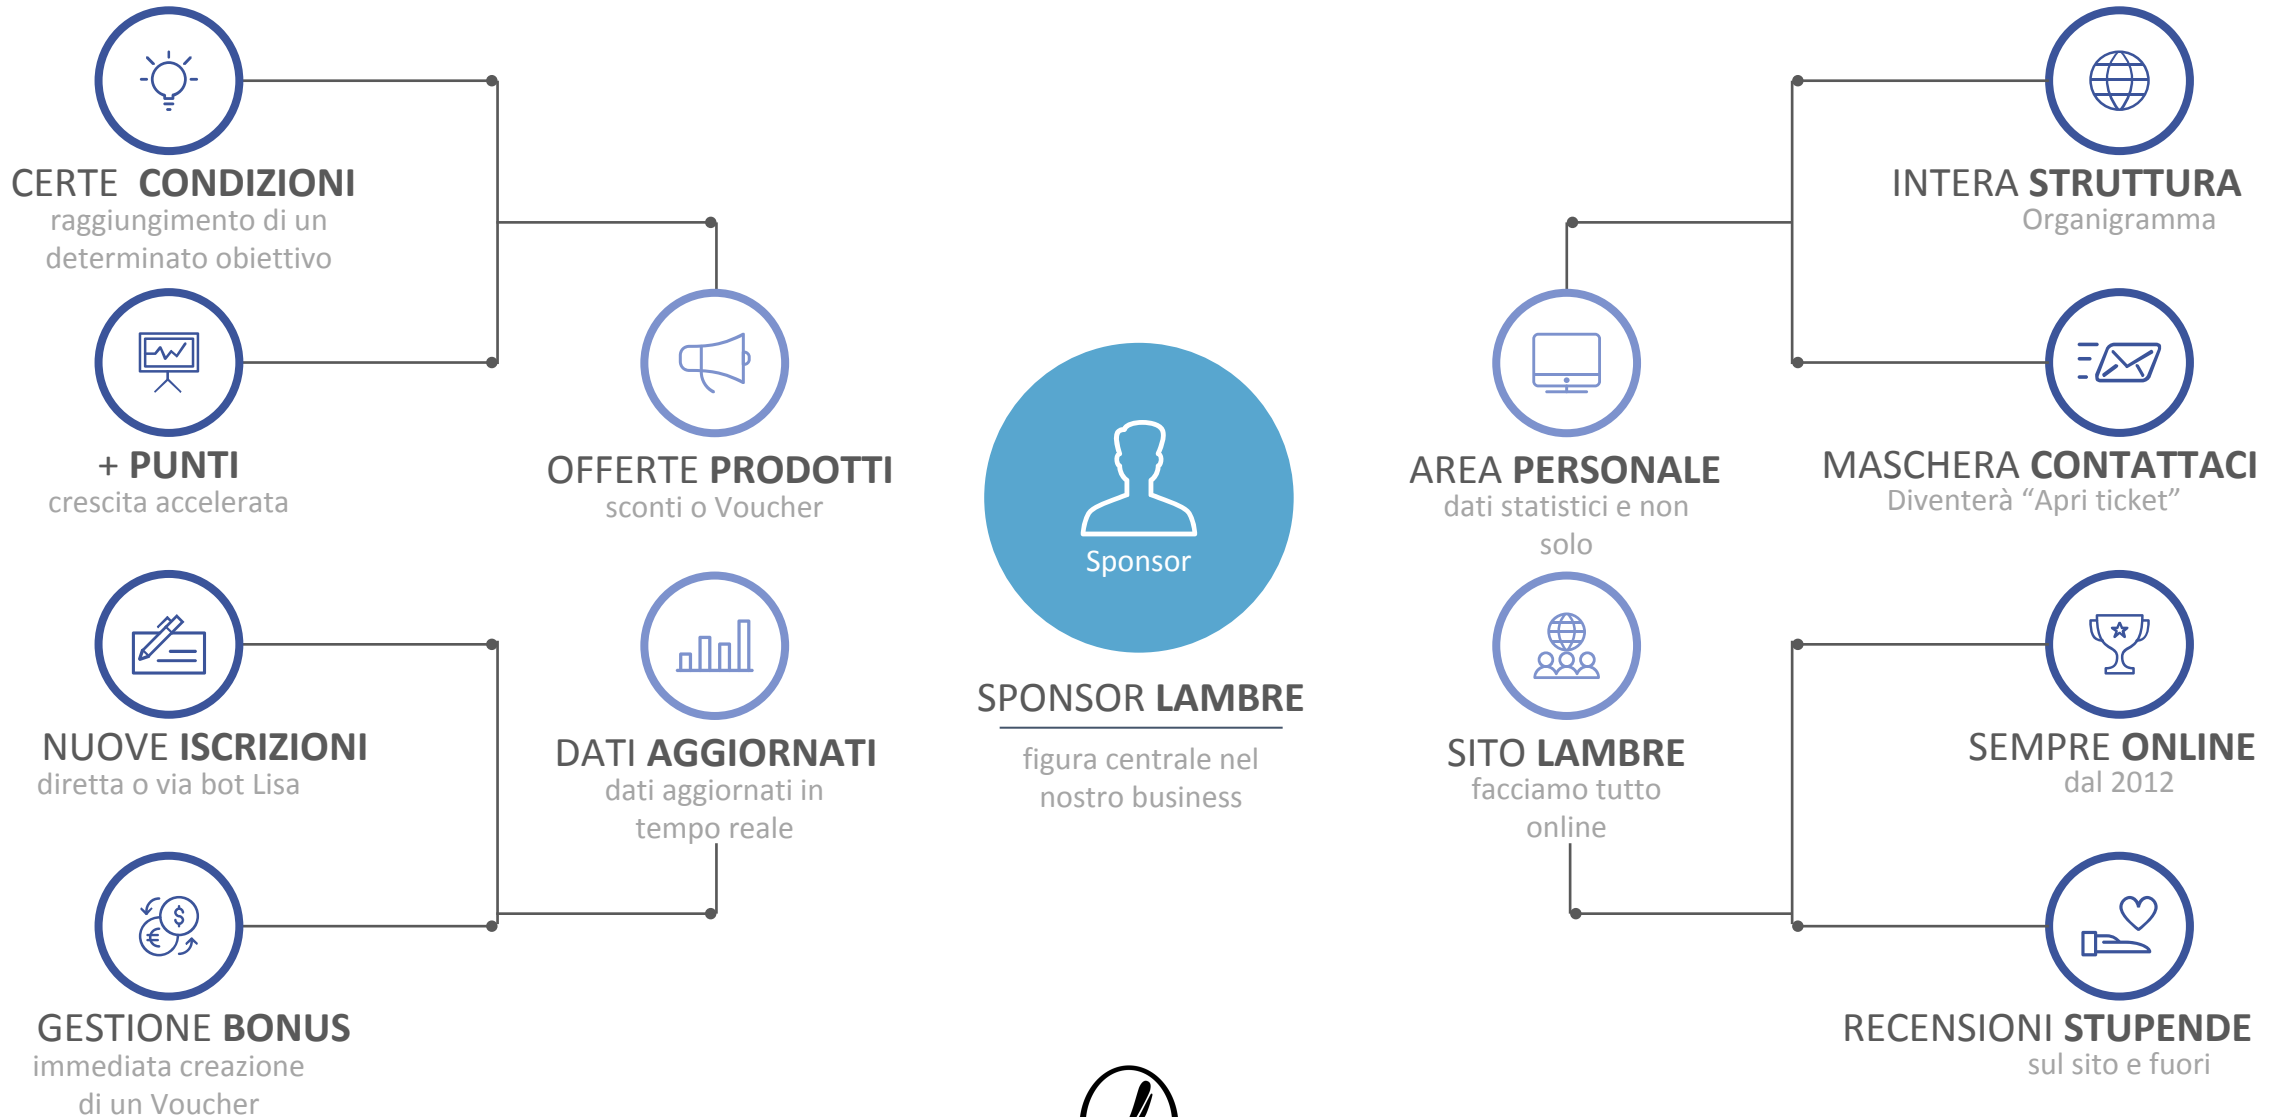 CERTE CONDIZIONI
raggiungimento di un
determinato obiettivo
+ PUNTI
crescita accelerata
OFFERTE PRODOTTI
sconti o Voucher
NUOVE ISCRIZIONI
diretta o via bot Lisa
DATI AGGIORNATI
dati aggiornati in
tempo reale
GESTIONE BONUS
immediata creazione
di un Voucher
Sponsor
SPONSOR LAMBRE
figura centrale nel
nostro business
INTERA STRUTTURA
Organigramma
AREA PERSONALE
dati statistici e non
solo
MASCHERA CONTATTACI
Diventerà “Apri ticket”
SITO LAMBRE
facciamo tutto
online
SEMPRE ONLINE
dal 2012
RECENSIONI STUPENDE
sul sito e fuori